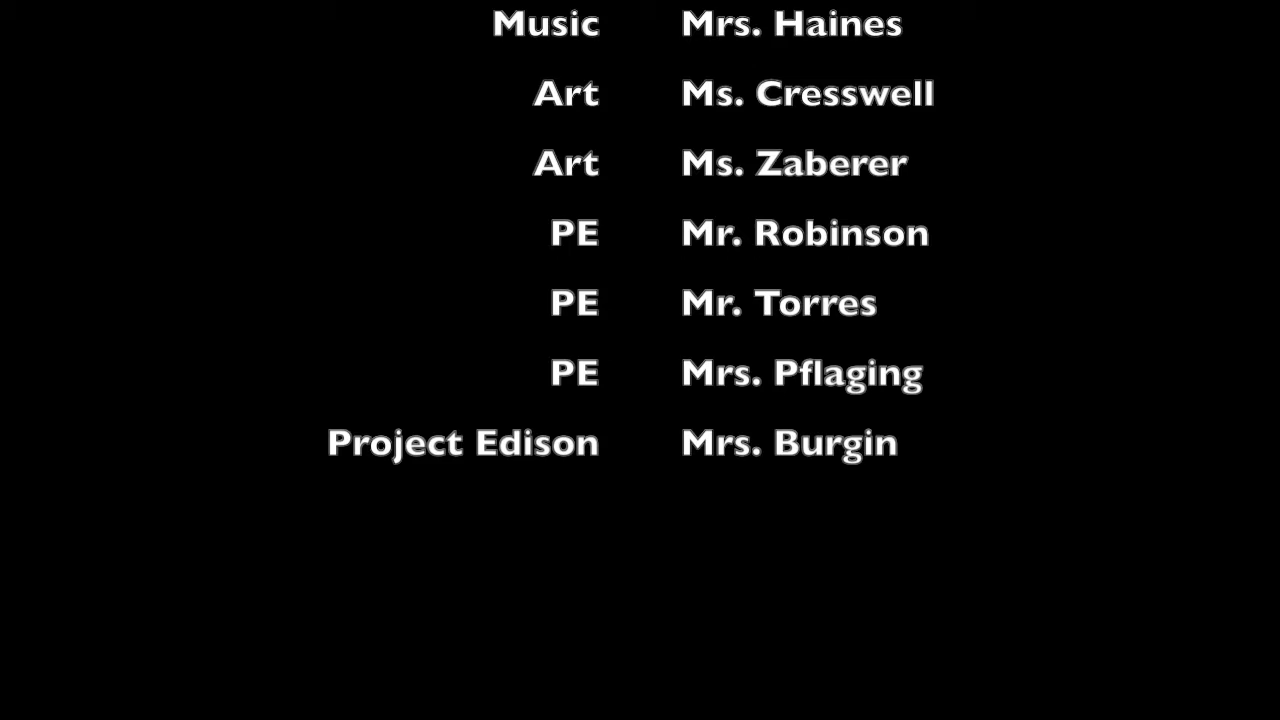 Music Mrs. Haines
Art Ms. Cresswell
Art Ms. Zaberer
PE Mr. Robinson
PE Mr. Torres
PE Mrs. Pflaging
Project Edison Mrs. Burgin